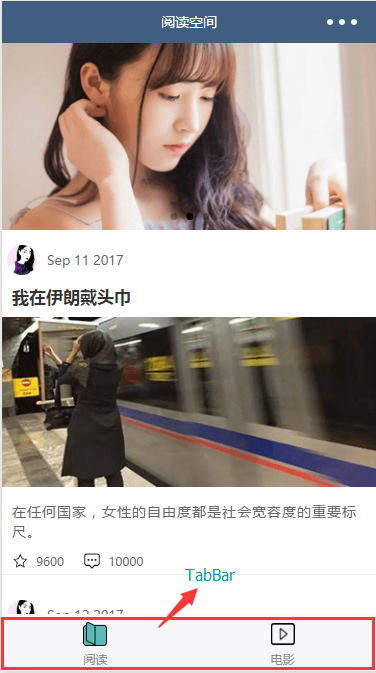 阅读空间
Sep 11 2017
我在伊朗戴头巾
在任何国家，女性的自由度都是社会宽容度的重要标
尺。
9600 10000
TabBar
Sep 12 2017
阅读 电影